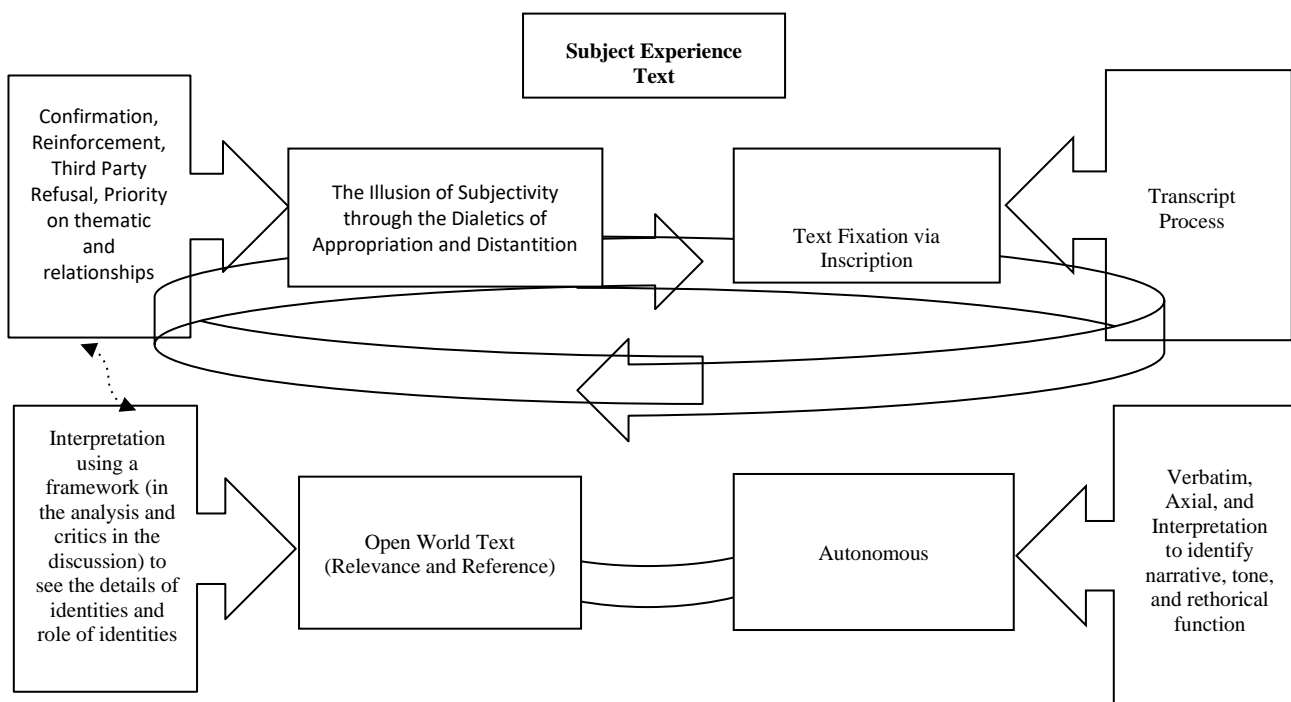 Subject Experience
Text
Confirmation,
Reinforcement,
Third Party
Refusal, Priority
on thematic
and
relationships
The Illusion of Subjectivity
through the Dialetics of
Appropriation and Distantition
Text Fixation via
Inscription
Transcript
Process
Interpretation
using a
framework (in
the analysis and
critics in the
discussion) to
see the details of
identities and
role of identities
Open World Text
(Relevance and Reference)
Autonomous
Verbatim,
Axial, and
Interpretation
to identify
narrative, tone,
and rethorical
function